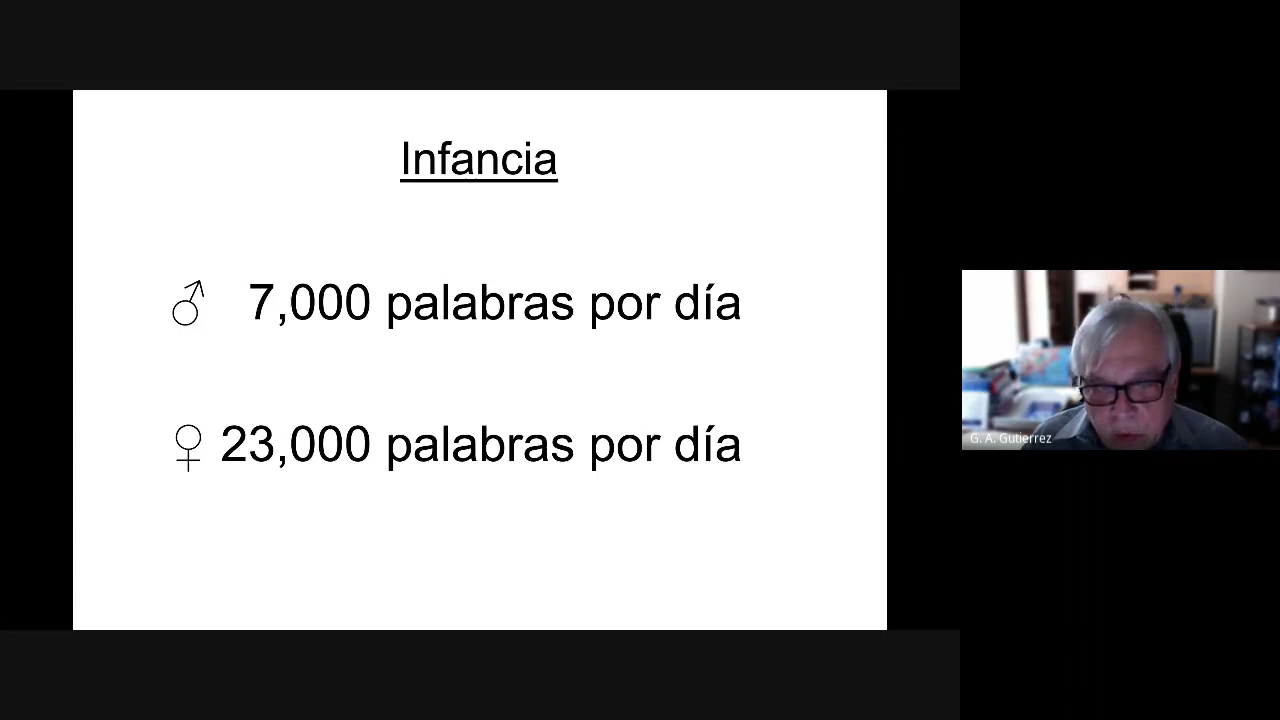 Infancia
♂ 7,000 palabras por día
♀ 23,000 palabras por día
G. A. Gutierrez